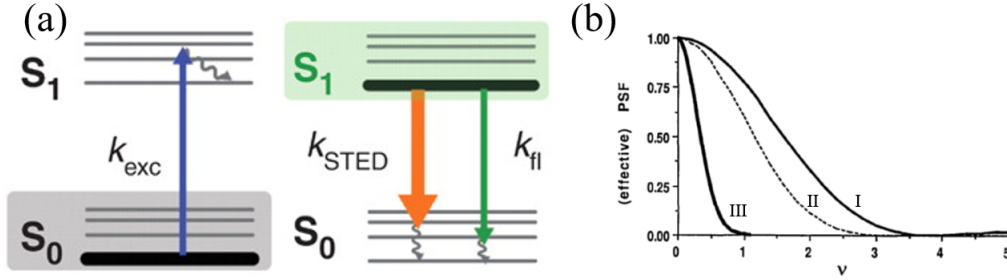 (a)
S1
kexc
S0
S1
kSTED
kfl
S0
(b)
(effective) PSF
1.00
0.75
0.50
0.25
0.00
I
II
III
0 1 2 3 4 5
ν